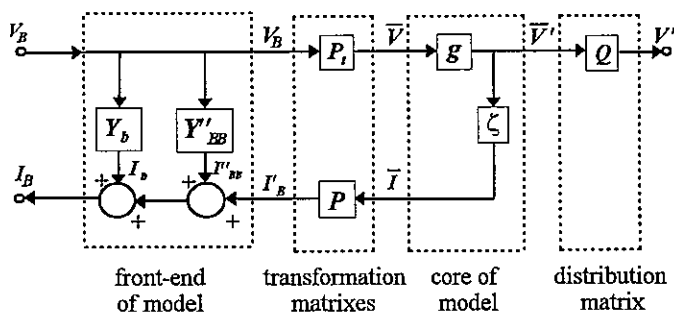 V_B V_B P_t V̄ g V̄' Q V'
Y_b Y''_BB ζ
I_B + I_b + + I''_BB + I'_B P Ī
front-end of model
transformation matrixes
core of model
distribution matrix